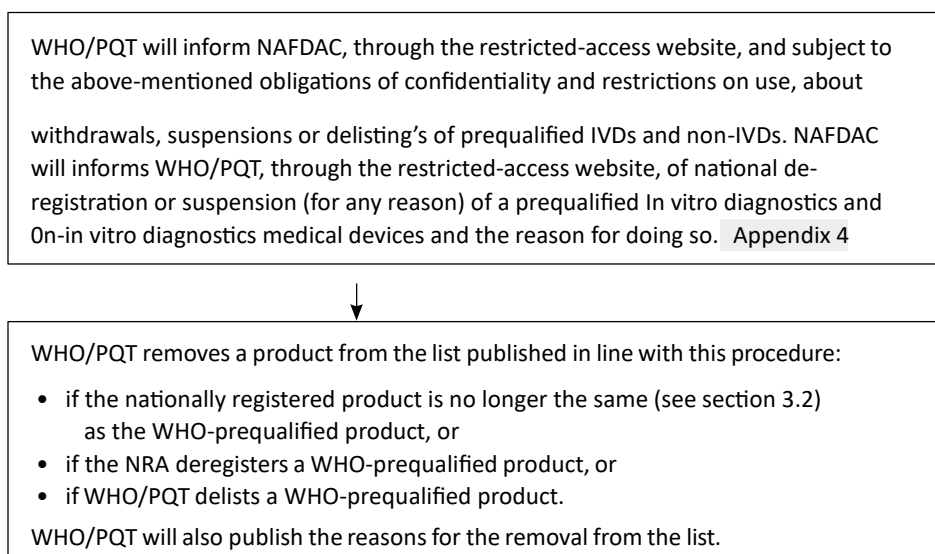 WHO/PQT will inform NAFDAC, through the restricted-access website, and subject to
the above-mentioned obligations of confidentiality and restrictions on use, about
withdrawals, suspensions or delisting’s of prequalified IVDs and non-IVDs. NAFDAC
will informs WHO/PQT, through the restricted-access website, of national de-
registration or suspension (for any reason) of a prequalified In vitro diagnostics and
0n-in vitro diagnostics medical devices and the reason for doing so. Appendix 4
WHO/PQT removes a product from the list published in line with this procedure:
• if the nationally registered product is no longer the same (see section 3.2)
as the WHO-prequalified product, or
• if the NRA deregisters a WHO-prequalified product, or
• if WHO/PQT delists a WHO-prequalified product.
WHO/PQT will also publish the reasons for the removal from the list.